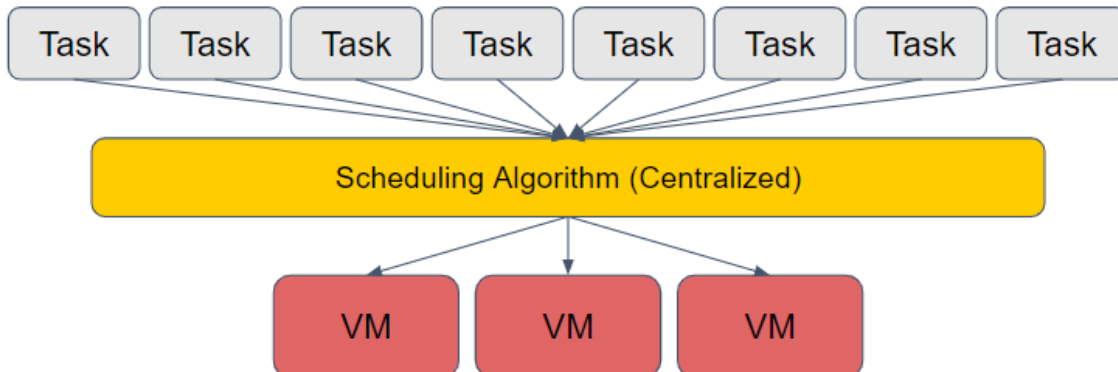 Task Task Task Task Task Task Task Task
Scheduling Algorithm (Centralized)
VM VM VM